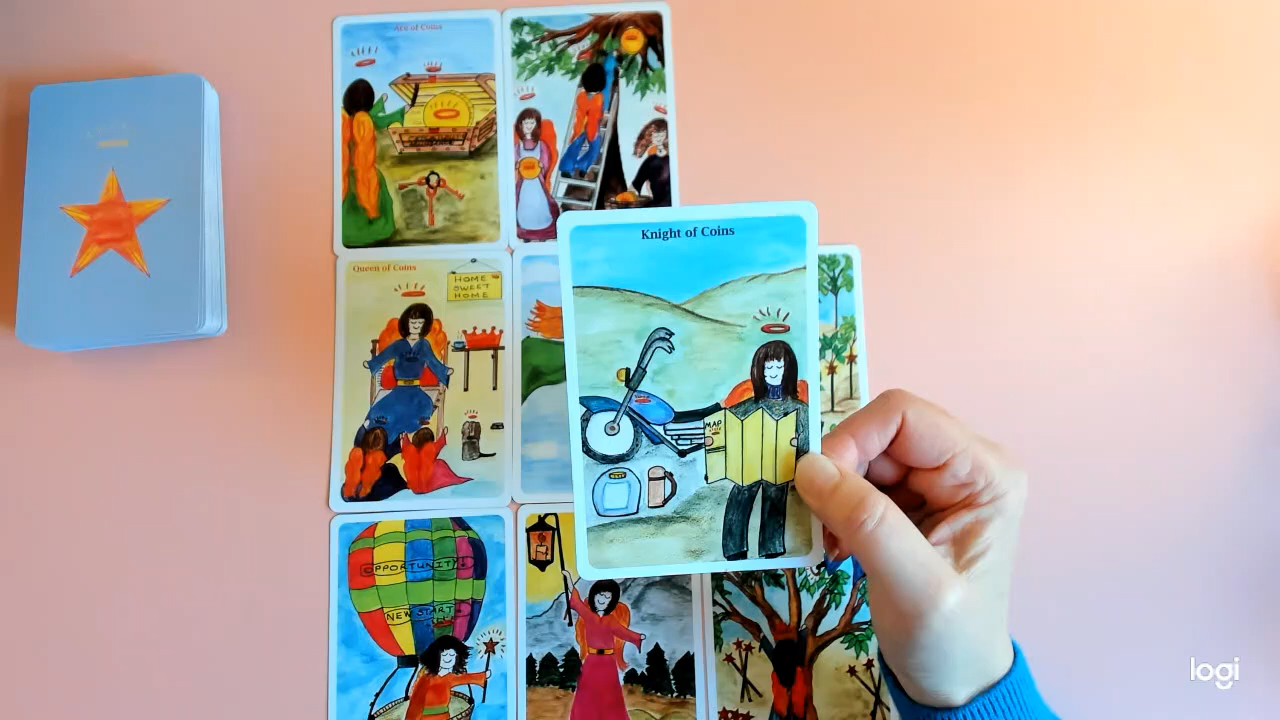 Ace of Coins
Queen of Coins
HOME
SWEET
HOME
Knight of Coins
MAP
OPPORTUNITY
NEW START
logi